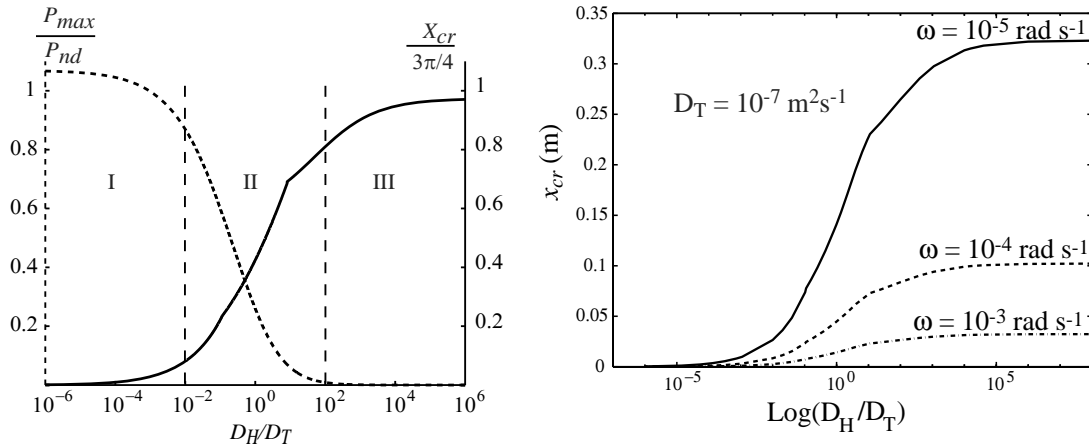 P_max
P_nd
X_cr
3π/4
1
0.8
0.6
0.4
0.2
1
0.8
0.6
0.4
0.2
I
II
III
10^-6
10^-4
10^-2
10^0
10^2
10^4
10^6
D_H/D_T
0.35
0.3
0.25
0.2
0.15
0.1
0.05
0
x_cr (m)
ω = 10^-5 rad s^-1
D_T = 10^-7 m^2s^-1
ω = 10^-4 rad s^-1
ω = 10^-3 rad s^-1
10^-5
10^0
10^5
Log(D_H/D_T)